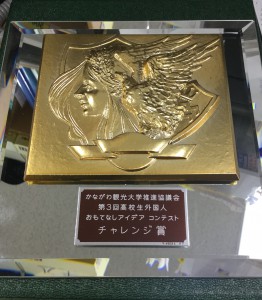 かながわ観光大学推進協議会
第3回高校生外国人
おもてなしアイデア コンテスト
チャレンジ賞